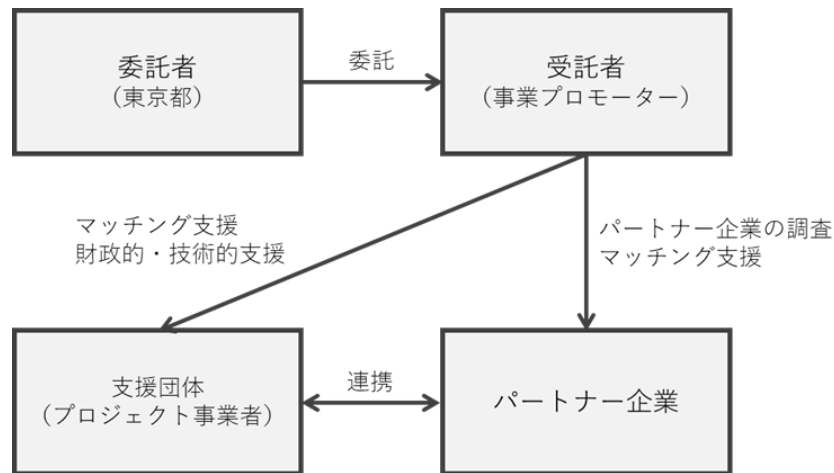 委託者
(東京都)
委託
受託者
(事業プロモーター)
マッチング支援
財政的・技術的支援
パートナー企業の調査
マッチング支援
支援団体
(プロジェクト事業者)
連携
パートナー企業